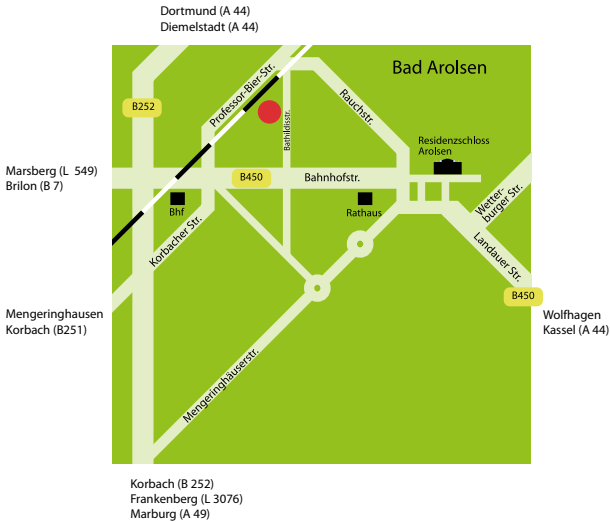 Dortmund (A 44)
Diemelstadt (A 44)
Bad Arolsen
Professor-Bier-Str.
B252
Rauchstr.
Bathildisstr.
Residenzschloss
Arolsen
Marsberg (L 549)
Brilon (B 7)
B450
Bahnhofstr.
Bhf
Rathaus
Wetter-
burger Str.
Korbacher Str.
Landauer Str.
B450
Mengeringhausen
Korbach (B251)
Wolfhagen
Kassel (A 44)
Mengeringhäuserstr.
Korbach (B 252)
Frankenberg (L 3076)
Marburg (A 49)